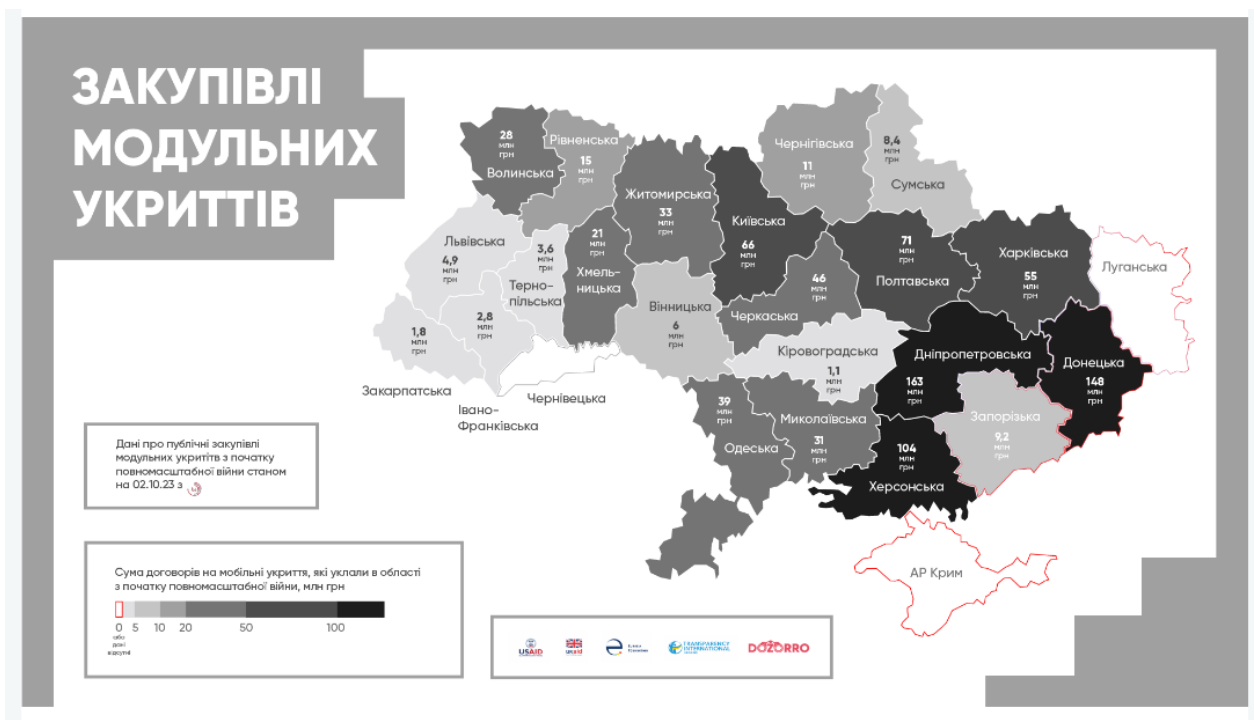 ЗАКУПІВЛІ
МОДУЛЬНИХ
УКРИТТІВ
28
млн
грн
Волинська
Рівненська
15
млн
грн
Житомирська
33
млн
грн
Київська
66
млн
грн
Чернігівська
11
млн
грн
8,4
млн
грн
Сумська
Львівська
4,9
млн
грн
3,6
млн
грн
Терно-
пільська
21
млн
грн
Хмель-
ницька
Вінницька
6
млн
грн
46
млн
грн
Черкаська
71
млн
грн
Полтавська
Харківська
55
млн
грн
Луганська
1,8
млн
грн
Закарпатська
2,8
млн
грн
Івано-
Франківська
Чернівецька
Кіровоградська
1,1
млн
грн
Дніпропетровська
163
млн
грн
Донецька
148
млн
грн
39
млн
грн
Одеська
Миколаївська
31
млн
грн
104
млн
грн
Херсонська
Запорізька
9,2
млн
грн
АР Крим
Дані про публічні закупівлі
модульних укритітв з початку
повномасштабної війни станом
на 02.10.23 з
Сума договорів на мобільні укриття, які уклали в області
з початку повномасштабної війни, млн грн
0 5 10 20 50 100
або
дані
відсутні
USAID
ukaid
TRANSPARENCY
INTERNATIONAL
DOZORRO